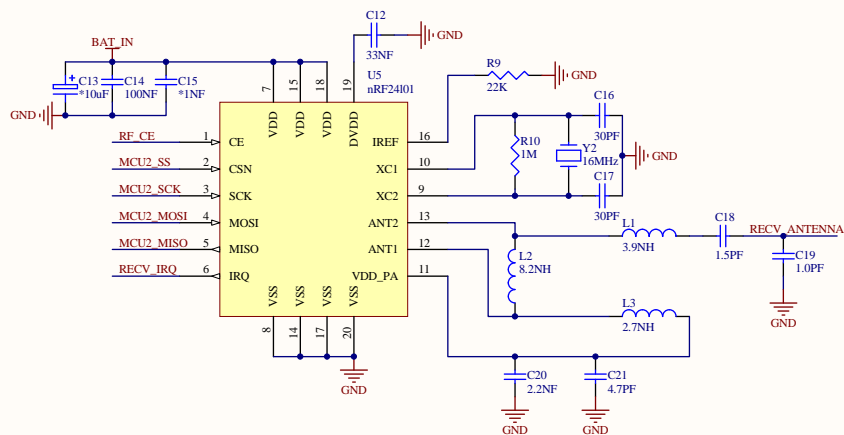 C12
33NF
GND
BAT_IN
C13
*10uF
C14
100NF
C15
*1NF
GND
U5
nRF24l01
R9
22K
GND
7
15
18
19
VDD
VDD
VDD
DVDD
RF_CE
1
CE
MCU2_SS
2
CSN
MCU2_SCK
3
SCK
MCU2_MOSI
4
MOSI
MCU2_MISO
5
MISO
RECV_IRQ
6
IRQ
IREF
16
XC1
10
XC2
9
ANT2
13
ANT1
12
VDD_PA
11
VSS
VSS
VSS
VSS
8
14
17
20
GND
R10
1M
Y2
16MHz
C16
30PF
C17
30PF
GND
L1
3.9NH
L2
8.2NH
L3
2.7NH
C18
1.5PF
RECV_ANTENNA
C19
1.0PF
GND
C20
2.2NF
GND
C21
4.7PF
GND